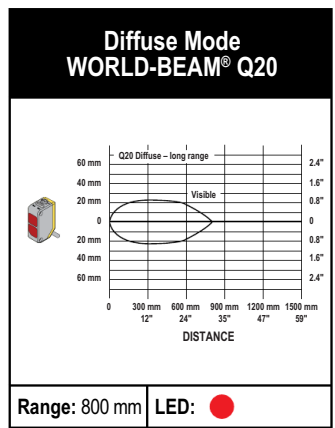 Diffuse Mode
WORLD-BEAM® Q20
Q20 Diffuse – long range
Visible
60 mm
40 mm
20 mm
0
20 mm
40 mm
60 mm
2.4"
1.6"
0.8"
0
0.8"
1.6"
2.4"
0 300 mm 600 mm 900 mm 1200 mm 1500 mm
12" 24" 35" 47" 59"
DISTANCE
Range: 800 mm LED: